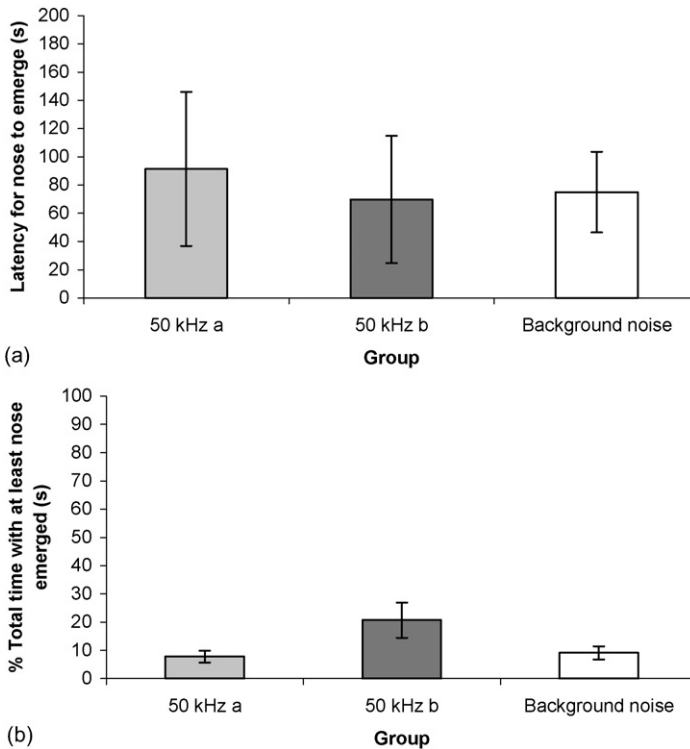 Latency for nose to emerge (s)
200
180
160
140
120
100
80
60
40
20
0
50 kHz a
50 kHz b
Background noise
Group
(a)
% Total time with at least nose
emerged (s)
100
90
80
70
60
50
40
30
20
10
0
50 kHz a
50 kHz b
Background noise
Group
(b)